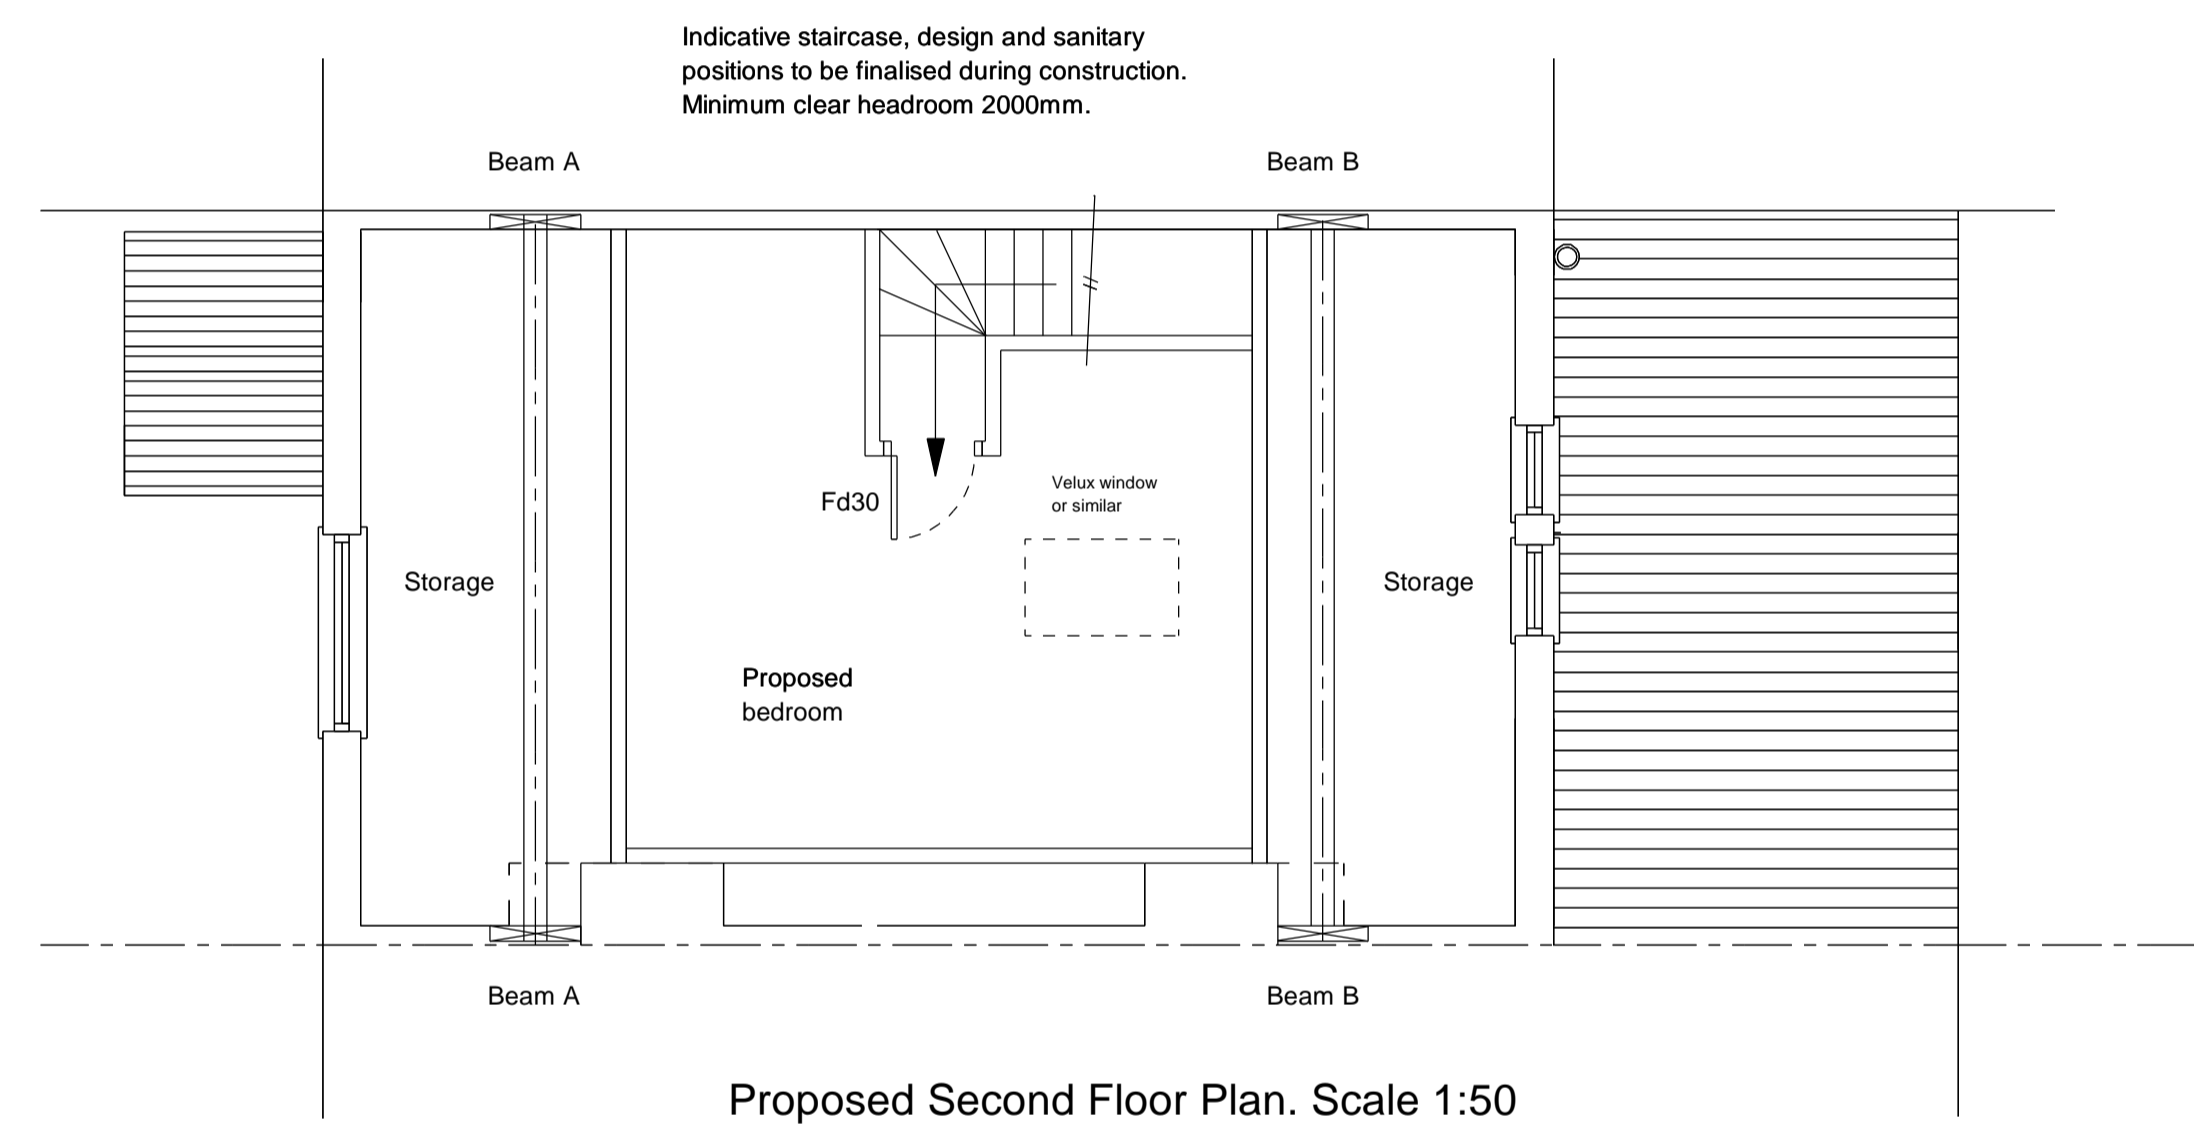 Indicative staircase, design and sanitary
positions to be finalised during construction.
Minimum clear headroom 2000mm.
Beam A
Beam B
Velux window
or similar
Fd30
Storage
Storage
Proposed
bedroom
Beam A
Beam B
Proposed Second Floor Plan. Scale 1:50